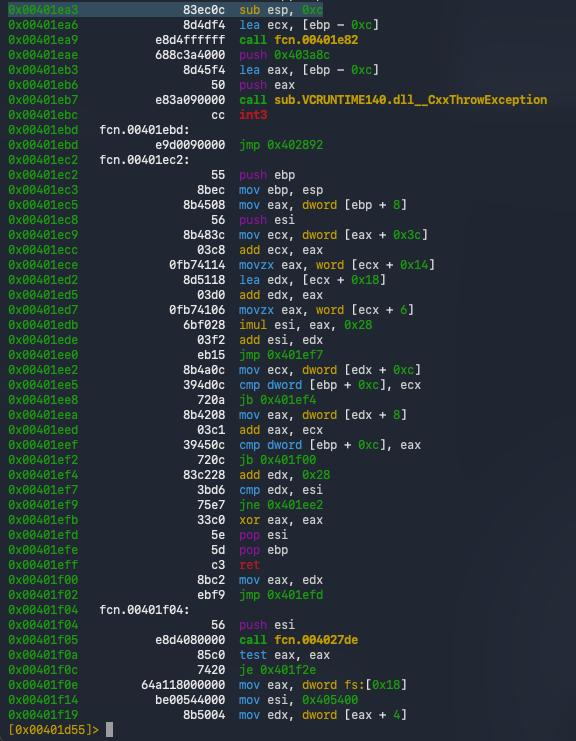 0x00401ea3 83ec0c sub esp, 0xc
0x00401ea6 8d4df4 lea ecx, [ebp - 0xc]
0x00401ea9 e8d4ffffff call fcn.00401e82
0x00401eae 688c3a4000 push 0x403a8c
0x00401eb3 8d45f4 lea eax, [ebp - 0xc]
0x00401eb6 50 push eax
0x00401eb7 e83a090000 call sub.VCRUNTIME140.dll__CxxThrowException
0x00401ebc cc int3
0x00401ebd fcn.00401ebd:
0x00401ebd e9d0090000 jmp 0x402892
0x00401ec2 fcn.00401ec2:
0x00401ec2 55 push ebp
0x00401ec3 8bec mov ebp, esp
0x00401ec5 8b4508 mov eax, dword [ebp + 8]
0x00401ec8 56 push esi
0x00401ec9 8b483c mov ecx, dword [eax + 0x3c]
0x00401ecc 03c8 add ecx, eax
0x00401ece 0fb74114 movzx eax, word [ecx + 0x14]
0x00401ed2 8d5118 lea edx, [ecx + 0x18]
0x00401ed5 03d0 add edx, eax
0x00401ed7 0fb74106 movzx eax, word [ecx + 6]
0x00401edb 6bf028 imul esi, eax, 0x28
0x00401ede 03f2 add esi, edx
0x00401ee0 eb15 jmp 0x401ef7
0x00401ee2 8b4a0c mov ecx, dword [edx + 0xc]
0x00401ee5 394d0c cmp dword [ebp + 0xc], ecx
0x00401ee8 720a jb 0x401ef4
0x00401eea 8b4208 mov eax, dword [edx + 8]
0x00401eed 03c1 add eax, ecx
0x00401eef 39450c cmp dword [ebp + 0xc], eax
0x00401ef2 720c jb 0x401f00
0x00401ef4 83c228 add edx, 0x28
0x00401ef7 3bd6 cmp edx, esi
0x00401ef9 75e7 jne 0x401ee2
0x00401efb 33c0 xor eax, eax
0x00401efd 5e pop esi
0x00401efe 5d pop ebp
0x00401eff c3 ret
0x00401f00 8bc2 mov eax, edx
0x00401f02 ebf9 jmp 0x401efd
0x00401f04 fcn.00401f04:
0x00401f04 56 push esi
0x00401f05 e8d4080000 call fcn.004027de
0x00401f0a 85c0 test eax, eax
0x00401f0c 7420 je 0x401f2e
0x00401f0e 64a118000000 mov eax, dword fs:[0x18]
0x00401f14 be00544000 mov esi, 0x405400
0x00401f19 8b5004 mov edx, dword [eax + 4]
[0x00401d55]>